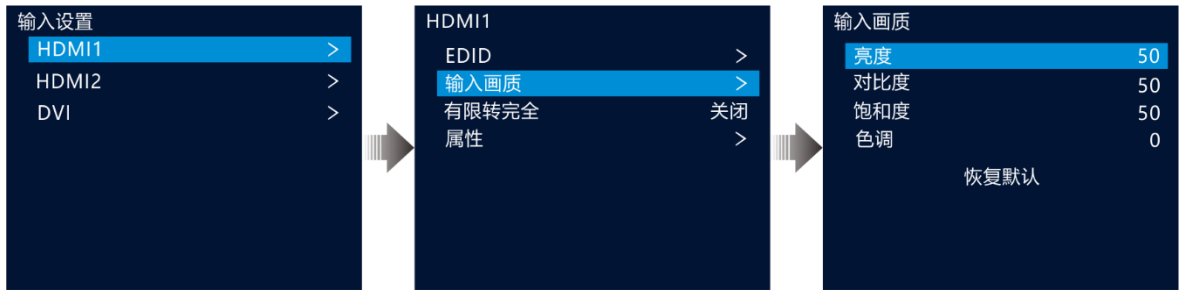 输入设置
HDMI1 >
HDMI2 >
DVI >
HDMI1
EDID >
输入画质 >
有限转完全 关闭
属性 >
输入画质
亮度 50
对比度 50
饱和度 50
色调 0
恢复默认